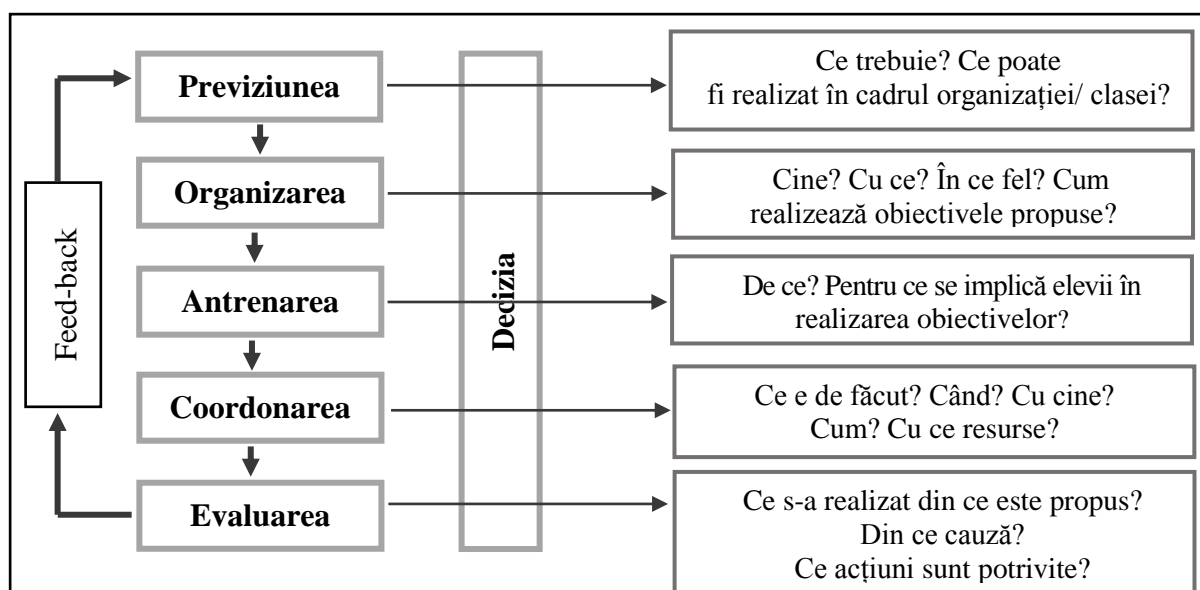 Previziunea
Ce trebuie? Ce poate
fi realizat în cadrul organizației/ clasei?
Organizarea
Cine? Cu ce? În ce fel? Cum
realizează obiectivele propuse?
Antrenarea
De ce? Pentru ce se implică elevii în
realizarea obiectivelor?
Coordonarea
Ce e de făcut? Când? Cu cine?
Cum? Cu ce resurse?
Evaluarea
Ce s-a realizat din ce este propus?
Din ce cauză?
Ce acțiuni sunt potrivite?
Feed-back
Decizia